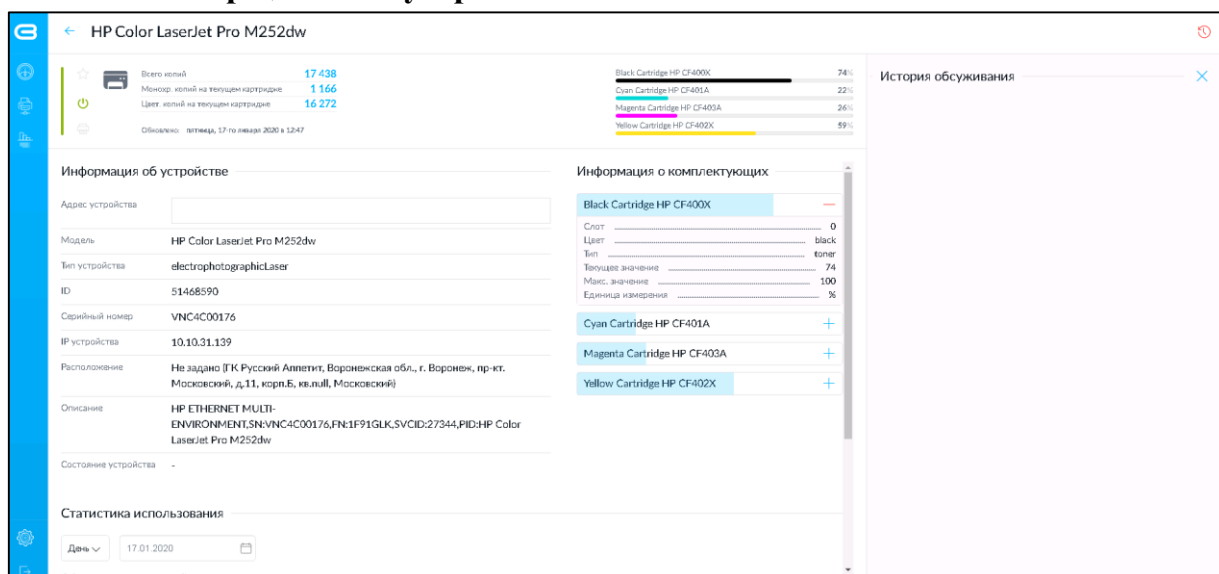 HP Color LaserJet Pro M252dw
Всего копий 17 438
Монохр. копий на текущем картридже 1 166
Цвет. копий на текущем картридже 16 272
Обновлено: пятница, 17-го января 2020 в 12:47
Black Cartridge HP CF400X 74%
Cyan Cartridge HP CF401A 22%
Magenta Cartridge HP CF403A 26%
Yellow Cartridge HP CF402X 59%
История обсуживания
Информация об устройстве
Адрес устройства
Модель HP Color LaserJet Pro M252dw
Тип устройства electrophotographicLaser
ID 51468590
Серийный номер VNC4C00176
IP устройства 10.10.31.139
Расположение Не задано (ГК Русский Аппетит, Воронежская обл., г. Воронеж, пр-кт.
Московский, д.11, корп.Б, кв.null, Московский)
Описание HP ETHERNET MULTI-
ENVIRONMENT,SN:VNC4C00176,FN:1F91GLK,SVCID:27344,PID:HP Color
LaserJet Pro M252dw
Состояние устройства -
Информация о комплектующих
Black Cartridge HP CF400X
Слот 0
Цвет black
Тип toner
Текущее значение 74
Макс. значение 100
Единица измерения %
Cyan Cartridge HP CF401A
Magenta Cartridge HP CF403A
Yellow Cartridge HP CF402X
Статистика использования
День 17.01.2020